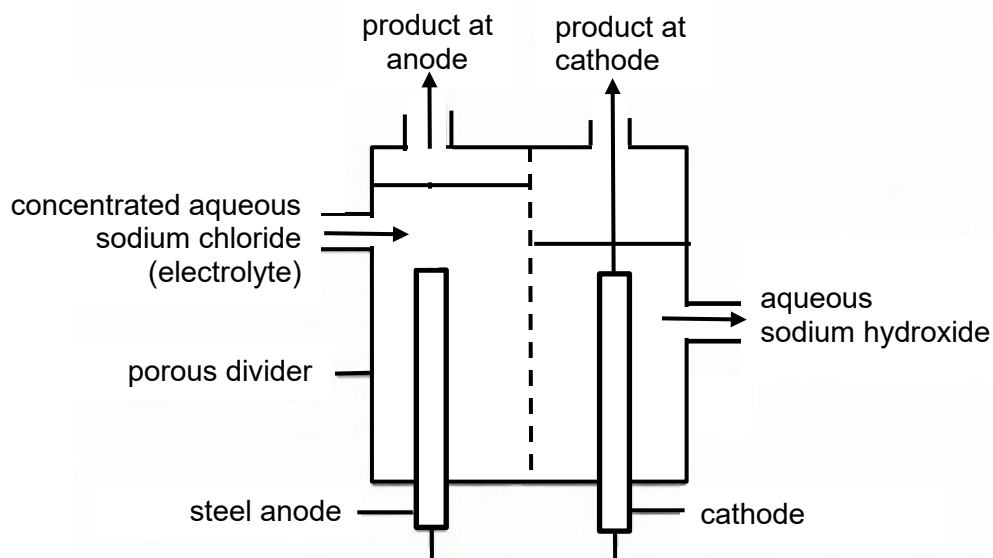 product at
anode
product at
cathode
concentrated aqueous
sodium chloride
(electrolyte)
aqueous
sodium hydroxide
porous divider
steel anode
cathode